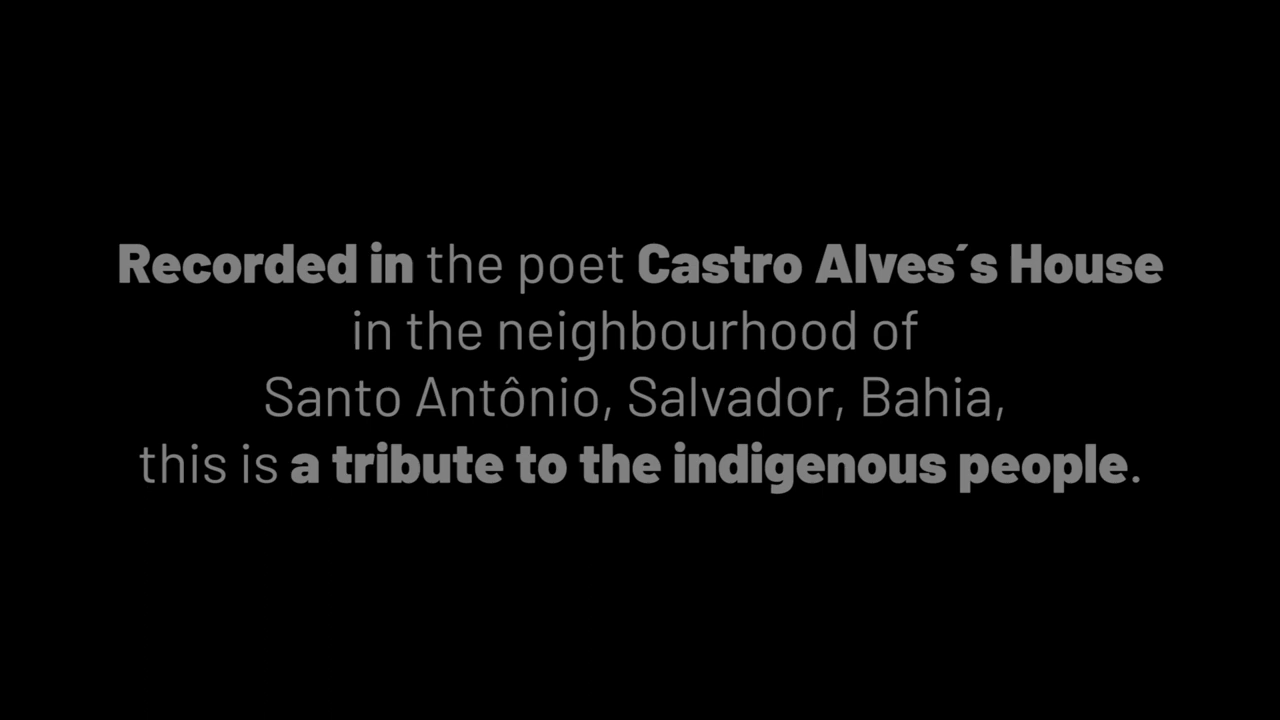 Recorded in the poet Castro Alves´s House
in the neighbourhood of
Santo Antônio, Salvador, Bahia,
this is a tribute to the indigenous people.